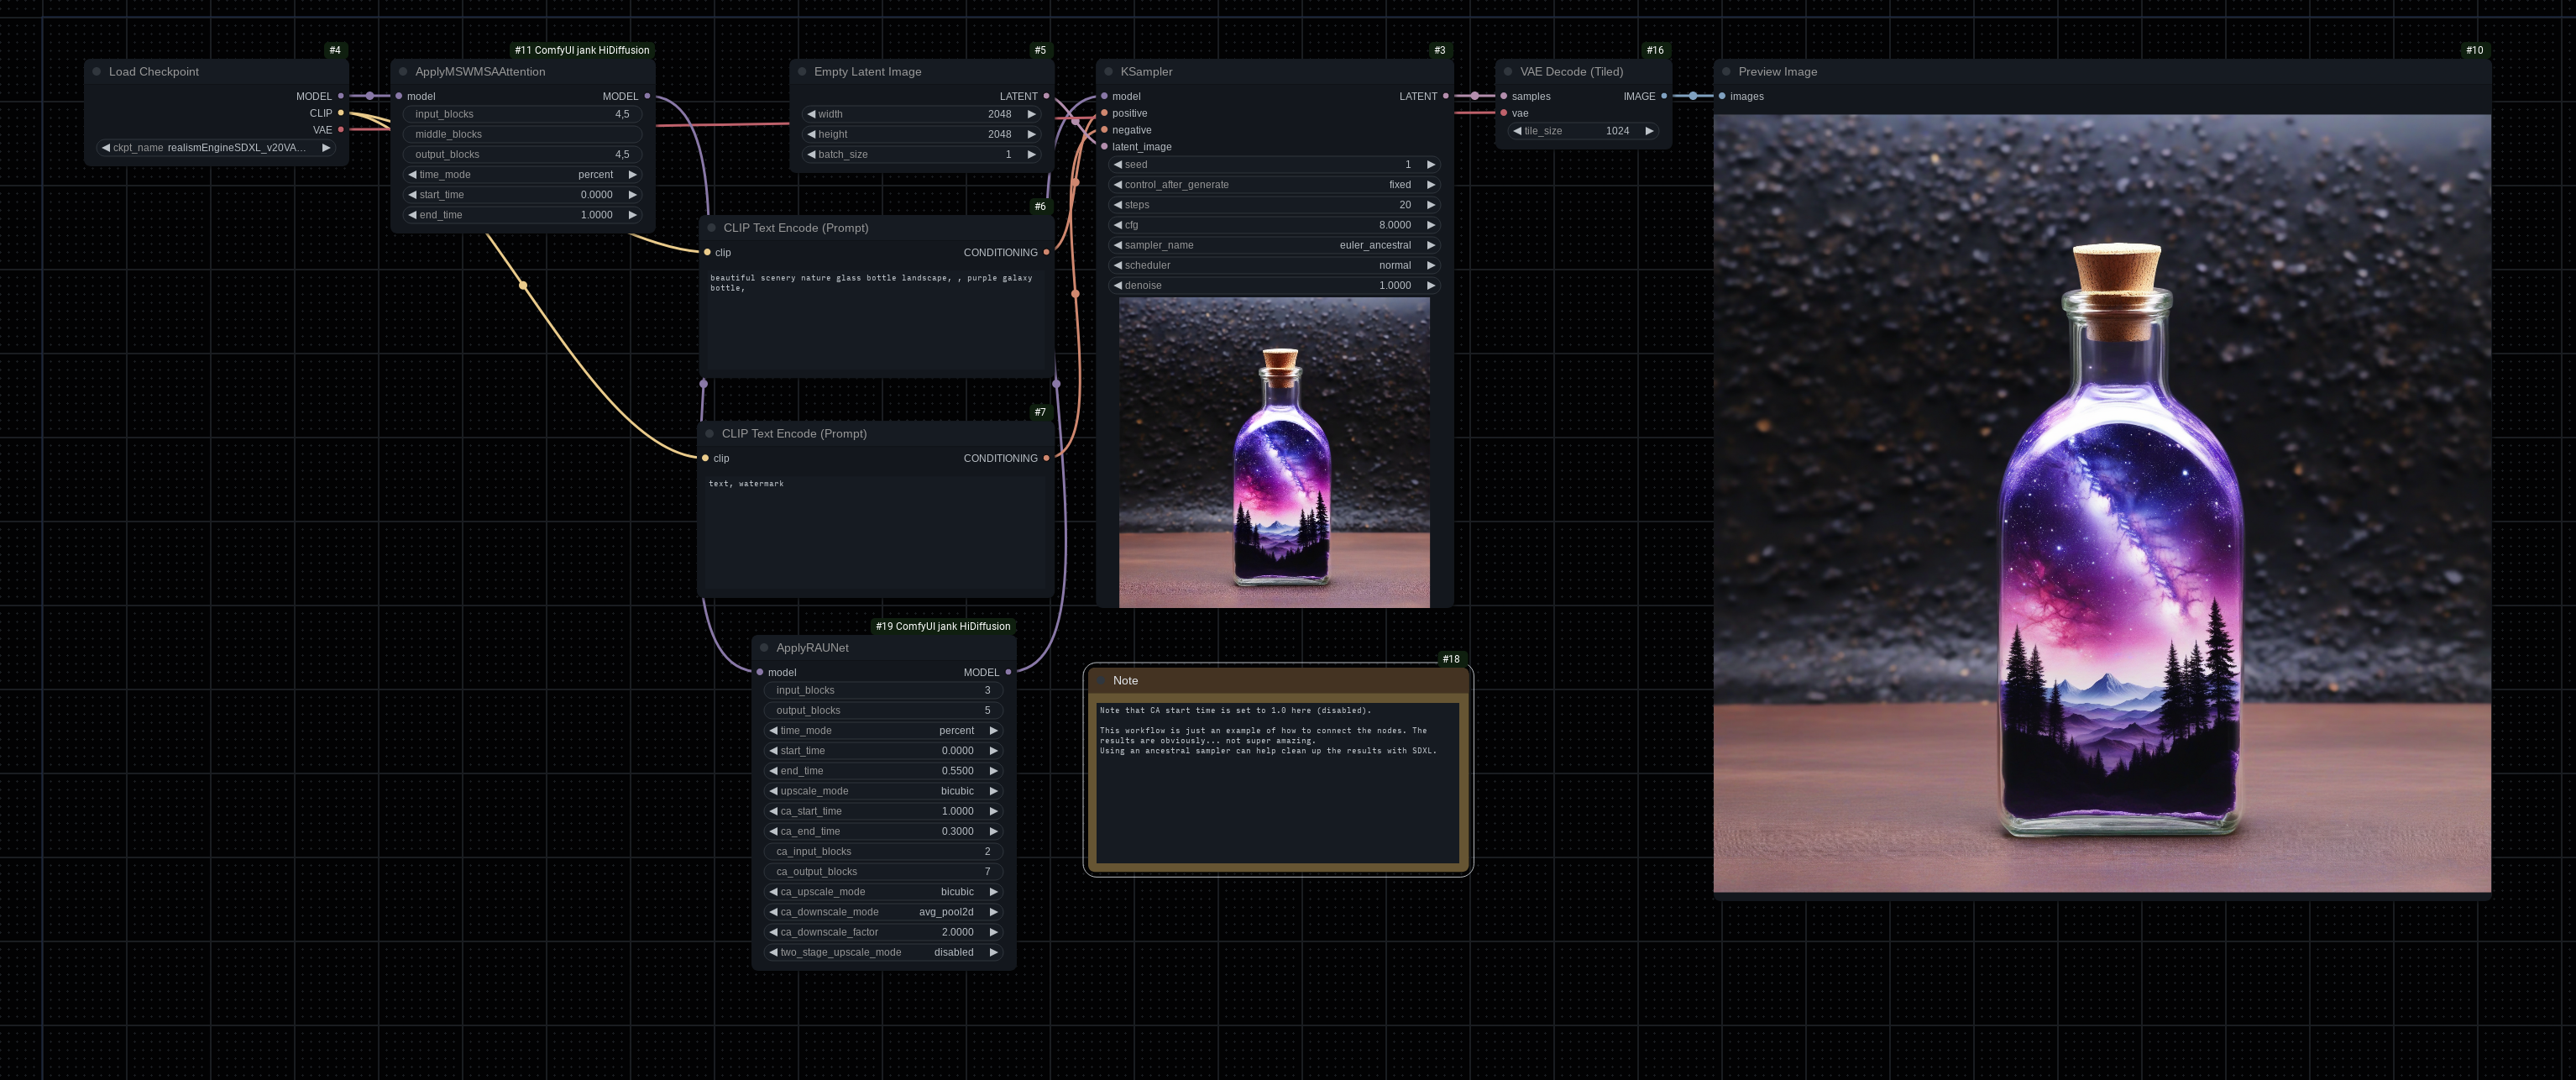 #4
Load Checkpoint
MODEL
CLIP
VAE
ckpt_name realismEngineSDXL_v20VA...
#11 ComfyUI jank HiDiffusion
ApplyMSWMSAAttention
model MODEL
input_blocks 4,5
middle_blocks
output_blocks 4,5
time_mode percent
start_time 0.0000
end_time 1.0000
#5
Empty Latent Image
LATENT
width 2048
height 2048
batch_size 1
#6
CLIP Text Encode (Prompt)
clip CONDITIONING
beautiful scenery nature glass bottle landscape, , purple galaxy
bottle,
#7
CLIP Text Encode (Prompt)
clip CONDITIONING
text, watermark
#19 ComfyUI jank HiDiffusion
ApplyRAUNet
model MODEL
input_blocks 3
output_blocks 5
time_mode percent
start_time 0.0000
end_time 0.5500
upscale_mode bicubic
ca_start_time 1.0000
ca_end_time 0.3000
ca_input_blocks 2
ca_output_blocks 7
ca_upscale_mode bicubic
ca_downscale_mode avg_pool2d
ca_downscale_factor 2.0000
two_stage_upscale_mode disabled
#3
KSampler
model LATENT
positive
negative
latent_image
seed 1
control_after_generate fixed
steps 20
cfg 8.0000
sampler_name euler_ancestral
scheduler normal
denoise 1.0000
#18
Note
Note that CA start time is set to 1.0 here (disabled).
This workflow is just an example of how to connect the nodes. The
results are obviously... not super amazing.
Using an ancestral sampler can help clean up the results with SDXL.
#16
VAE Decode (Tiled)
samples IMAGE
vae
tile_size 1024
#10
Preview Image
images